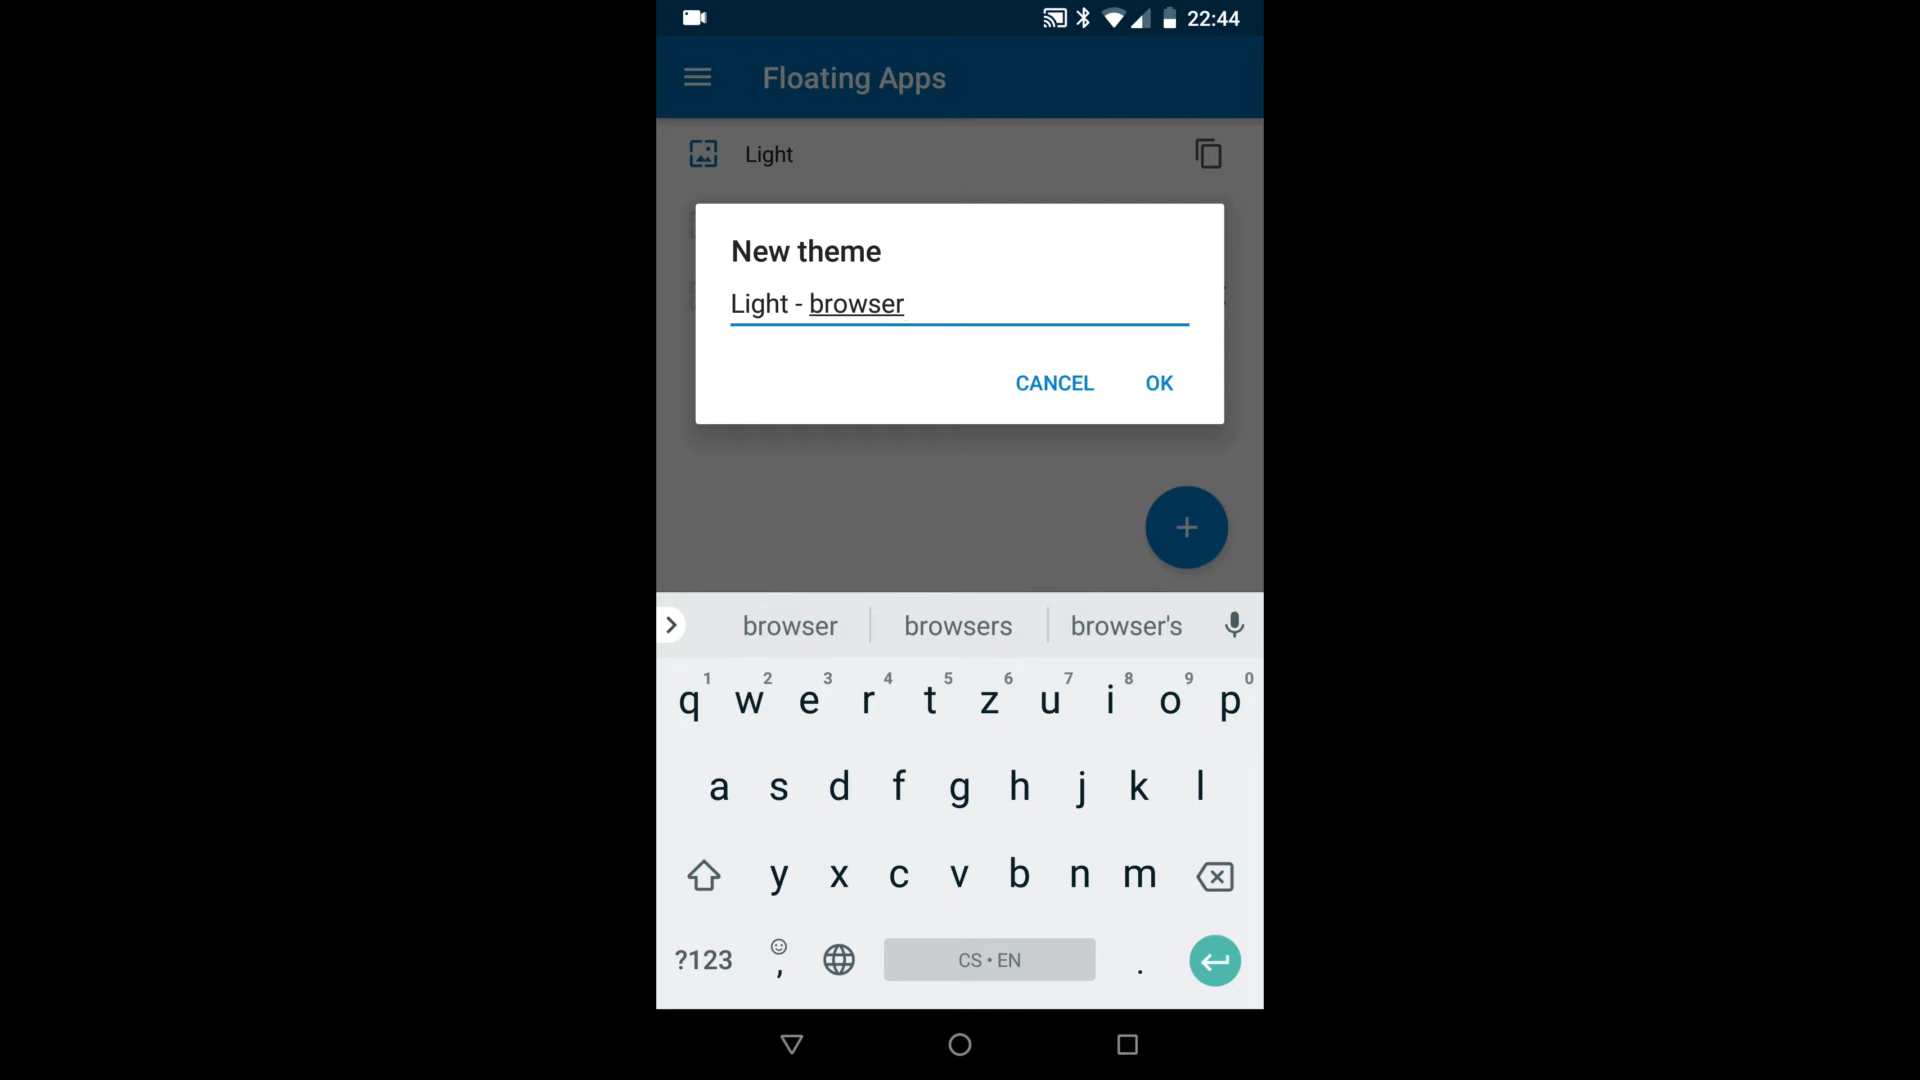 22:44
Floating Apps
Light
New theme
Light - browser
CANCEL OK
+
browser browsers browser's
1 2 3 4 5 6 7 8 9 0
q w e r t z u i o p
a s d f g h j k l
y x c v b n m
?123 , CS • EN .